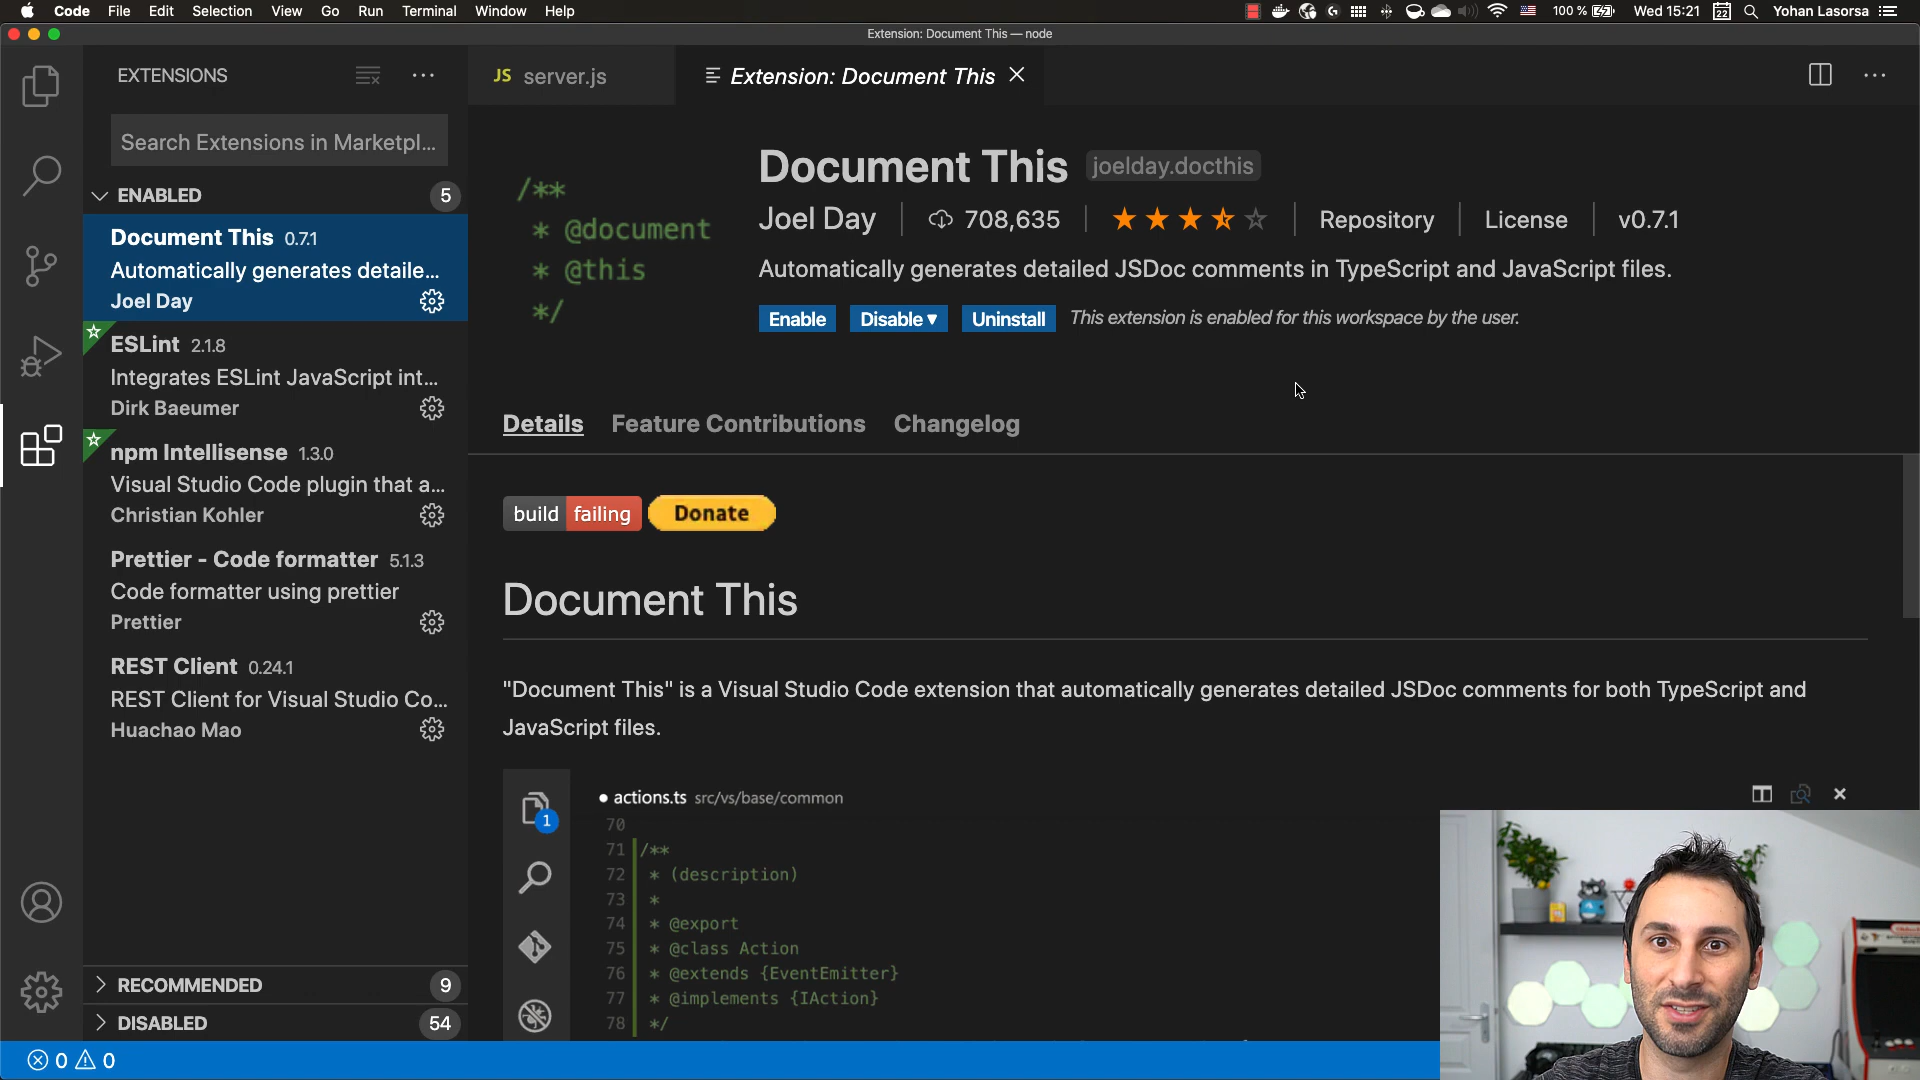 Code File Edit Selection View Go Run Terminal Window Help 100 % Wed 15:21 22 Yohan Lasorsa
Extension: Document This — node
EXTENSIONS
Search Extensions in Marketpl...
ENABLED 5
Document This 0.7.1
Automatically generates detaile...
Joel Day
ESLint 2.1.8
Integrates ESLint JavaScript int...
Dirk Baeumer
npm Intellisense 1.3.0
Visual Studio Code plugin that a...
Christian Kohler
Prettier - Code formatter 5.1.3
Code formatter using prettier
Prettier
REST Client 0.24.1
REST Client for Visual Studio Co...
Huachao Mao
RECOMMENDED 9
DISABLED 54
0 0
JS server.js
Extension: Document This
/**
* @document
* @this
*/
Document This joelday.docthis
Joel Day 708,635 Repository License v0.7.1
Automatically generates detailed JSDoc comments in TypeScript and JavaScript files.
Enable Disable▼ Uninstall This extension is enabled for this workspace by the user.
Details Feature Contributions Changelog
build failing Donate
Document This
"Document This" is a Visual Studio Code extension that automatically generates detailed JSDoc comments for both TypeScript and
JavaScript files.
1
● actions.ts src/vs/base/common
70
71 /**
72 * (description)
73 *
74 * @export
75 * @class Action
76 * @extends {EventEmitter}
77 * @implements {IAction}
78 */